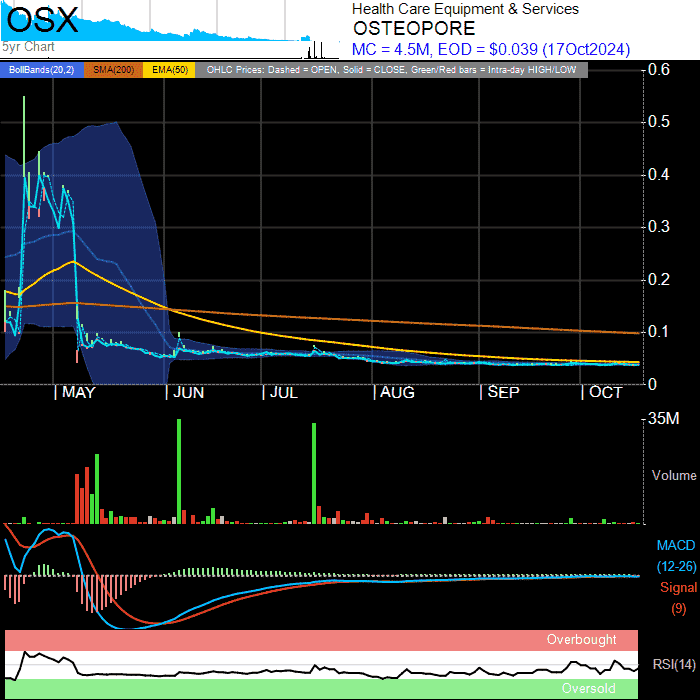 OSX
5yr Chart
Health Care Equipment & Services
OSTEOPORE
MC = 4.5M, EOD = $0.039 (17Oct2024)
BollBands(20,2) SMA(200) EMA(50) OHLC Prices: Dashed = OPEN, Solid = CLOSE, Green/Red bars = Intra-day HIGH/LOW
0.6
0.5
0.4
0.3
0.2
0.1
0
MAY JUN JUL AUG SEP OCT
35M
Volume
MACD
(12-26)
Signal
(9)
Overbought
RSI(14)
Oversold